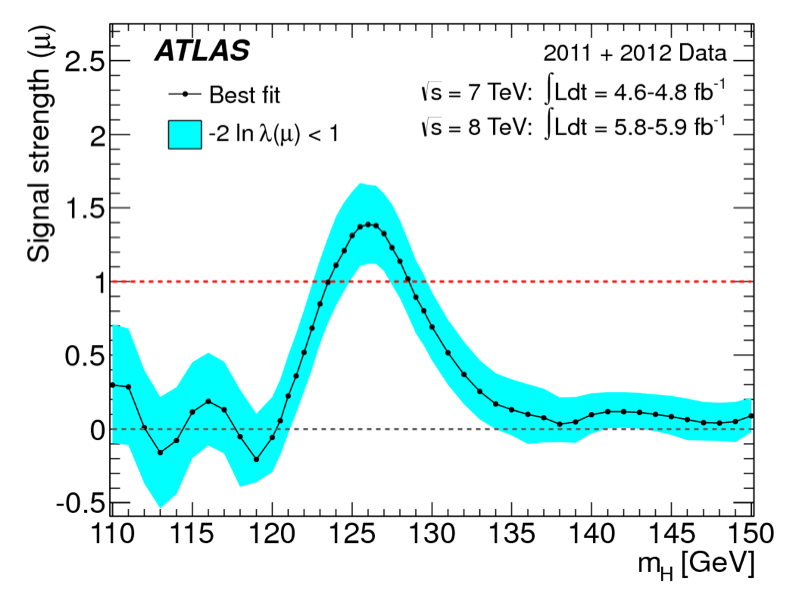 ATLAS
2011 + 2012 Data
Best fit
√s = 7 TeV: ∫Ldt = 4.6-4.8 fb⁻¹
-2 ln λ(μ) < 1
√s = 8 TeV: ∫Ldt = 5.8-5.9 fb⁻¹
Signal strength (μ)
2.5
2
1.5
1
0.5
0
-0.5
110 115 120 125 130 135 140 145 150
m_H [GeV]